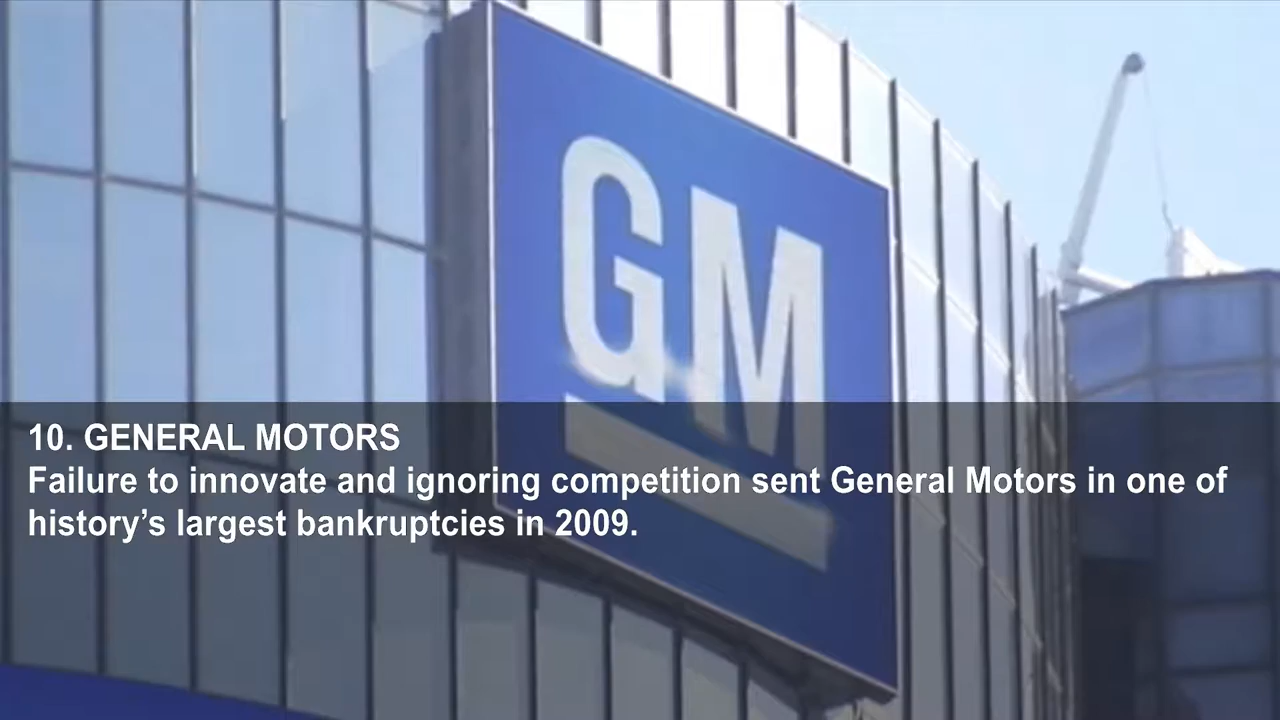 GM
10. GENERAL MOTORS
Failure to innovate and ignoring competition sent General Motors in one of
history’s largest bankruptcies in 2009.